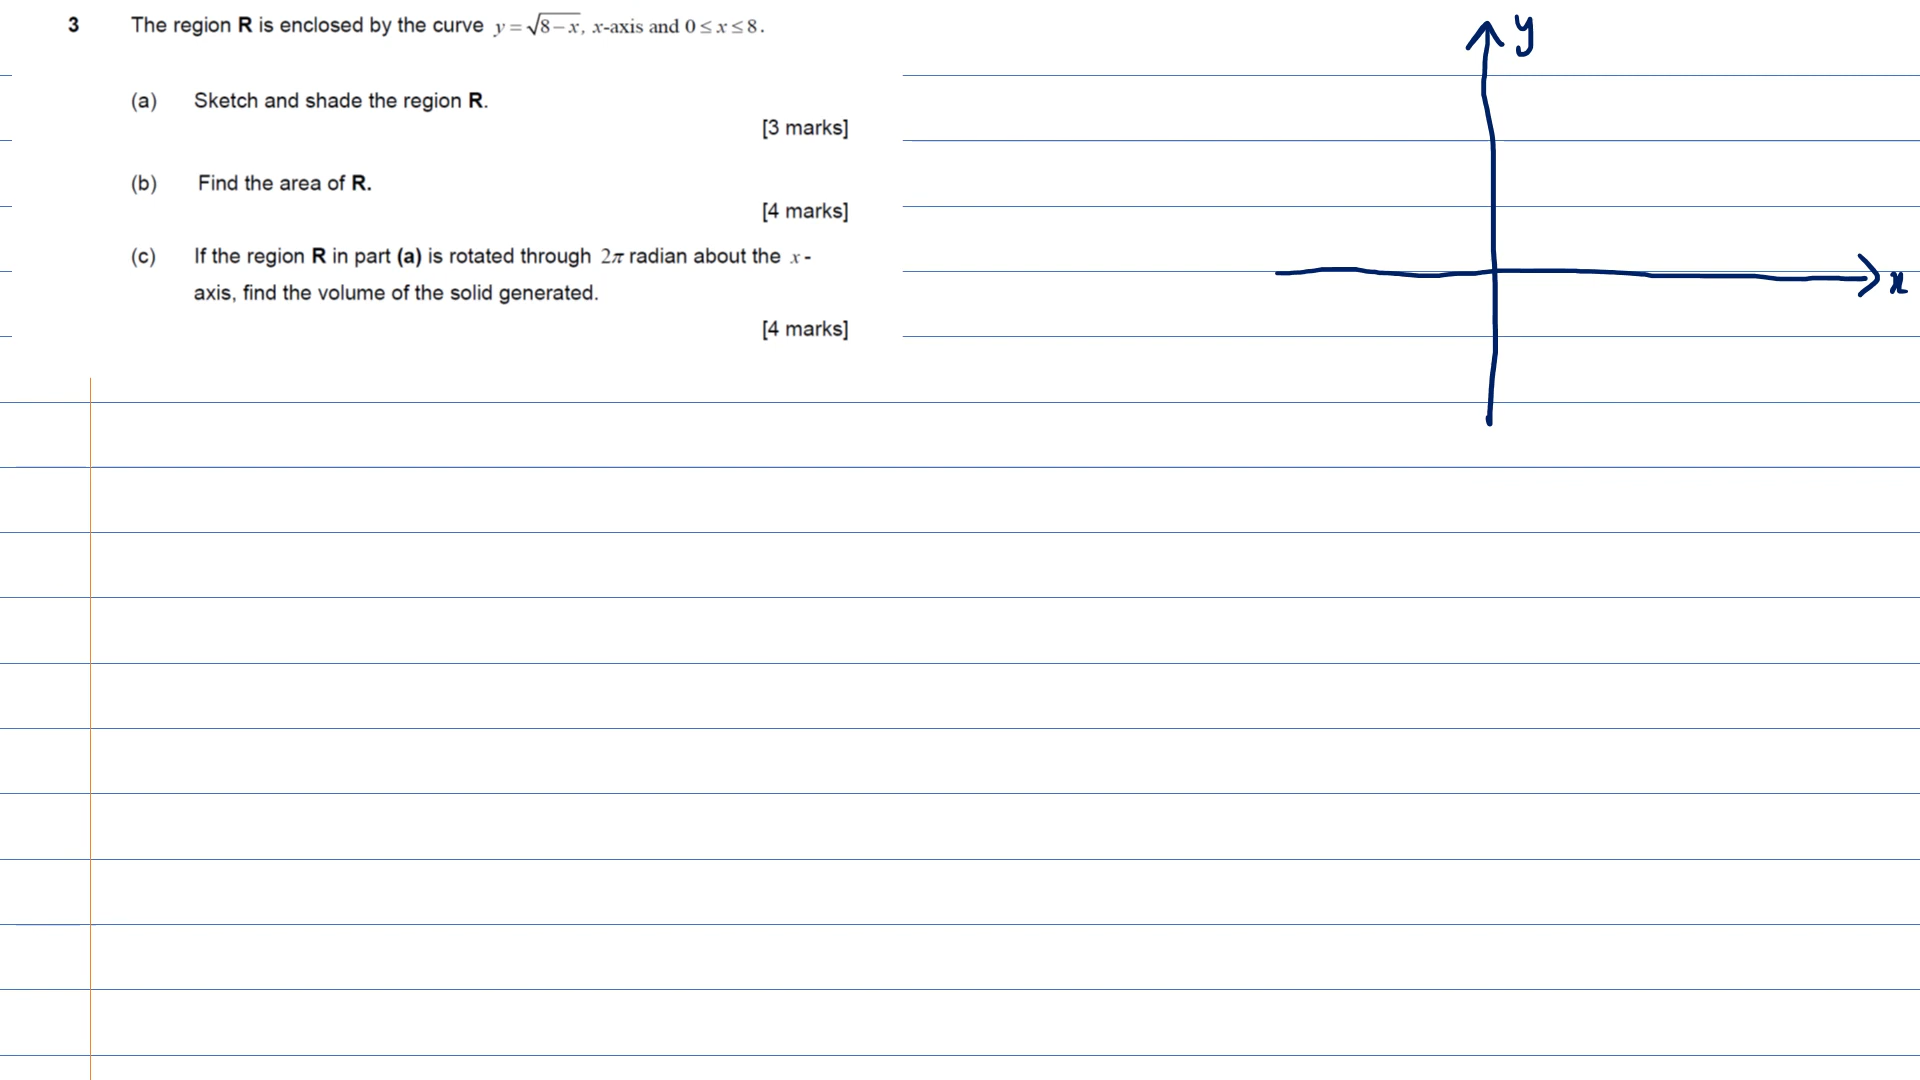 3 The region R is enclosed by the curve y = √8–x, x-axis and 0 ≤ x ≤ 8.
(a) Sketch and shade the region R.
[3 marks]
(b) Find the area of R.
[4 marks]
(c) If the region R in part (a) is rotated through 2π radian about the x -
axis, find the volume of the solid generated.
[4 marks]
y
x